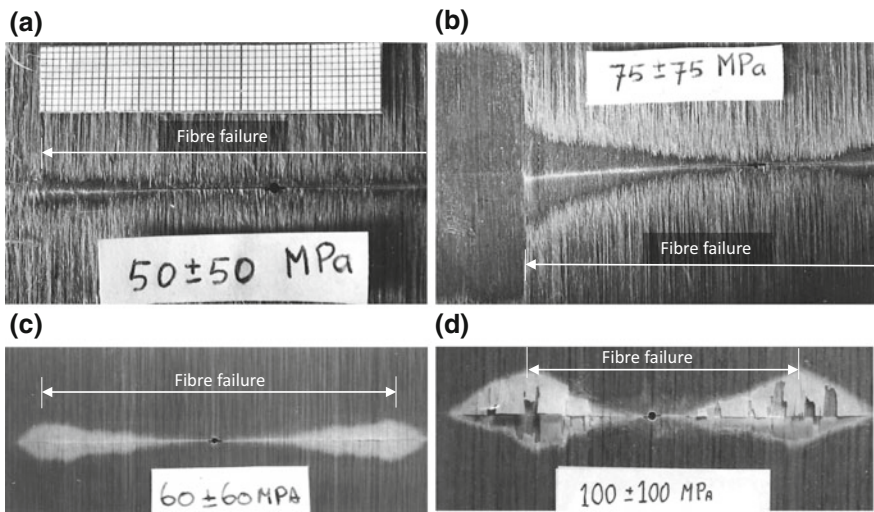 (a)
Fibre failure
50±50 MPa
(b)
75±75 MPa
Fibre failure
(c)
Fibre failure
60±60 MPA
(d)
Fibre failure
100±100 MPA